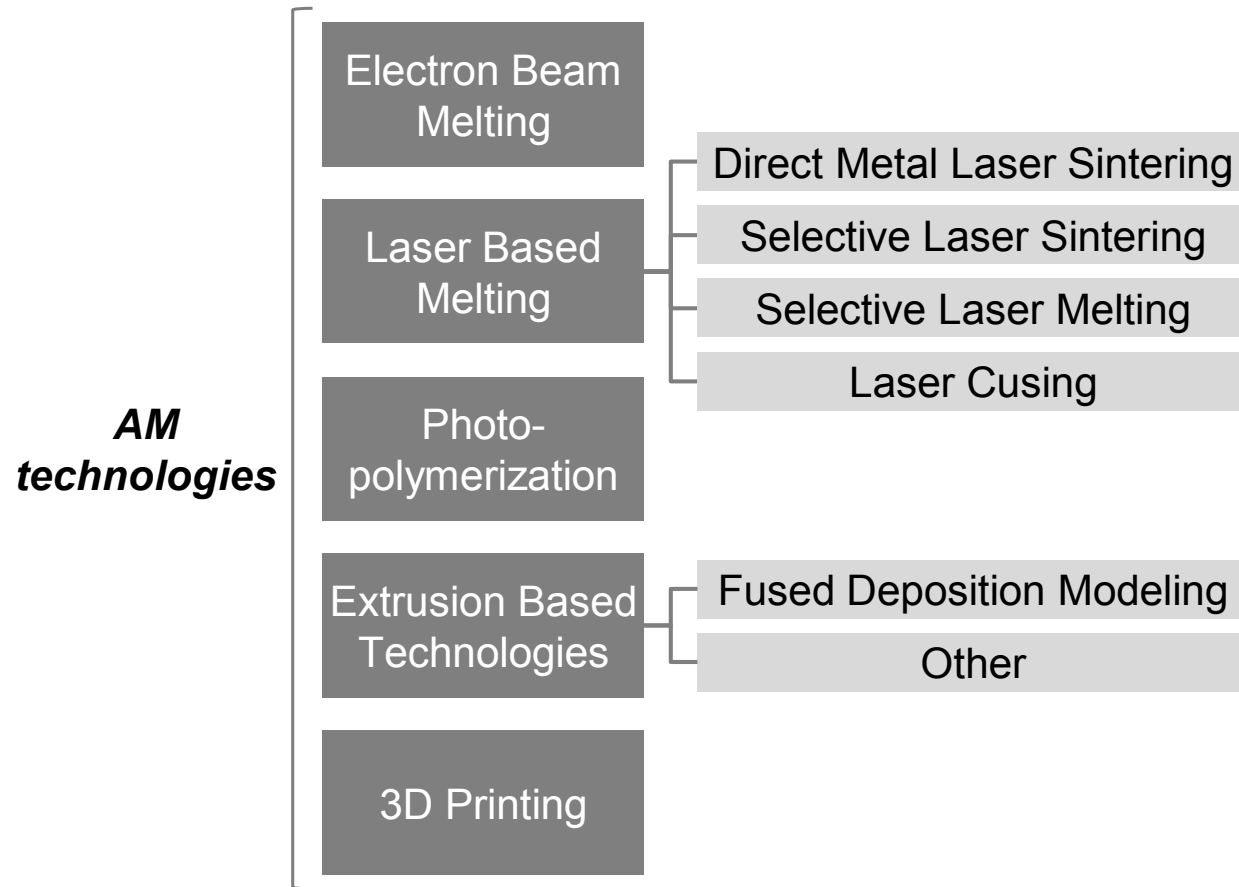 AM
technologies
Electron Beam
Melting
Laser Based
Melting
Direct Metal Laser Sintering
Selective Laser Sintering
Selective Laser Melting
Laser Cusing
Photo-
polymerization
Extrusion Based
Technologies
Fused Deposition Modeling
Other
3D Printing